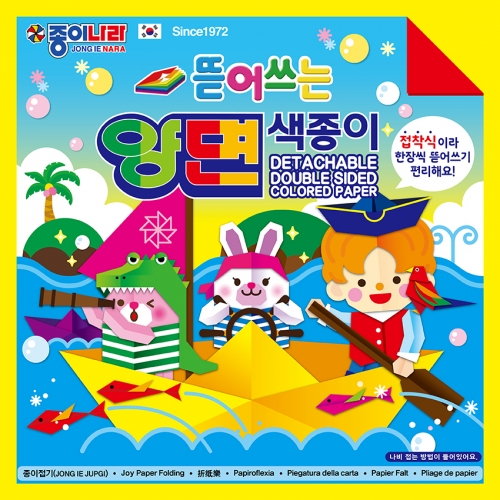 종이나라
JONG IE NARA
Since1972
뜯어쓰는
양면
색종이
DETACHABLE
DOUBLE SIDED
COLORED PAPER
접착식이라
한장씩 뜯어쓰기
편리해요!
나비 접는 방법이 들어있어요.
종이접기(JONG IE JUPGI) • Joy Paper Folding • 折紙樂 • Papiroflexia • Piegatura della carta • Papier Falt • Pliage de papier